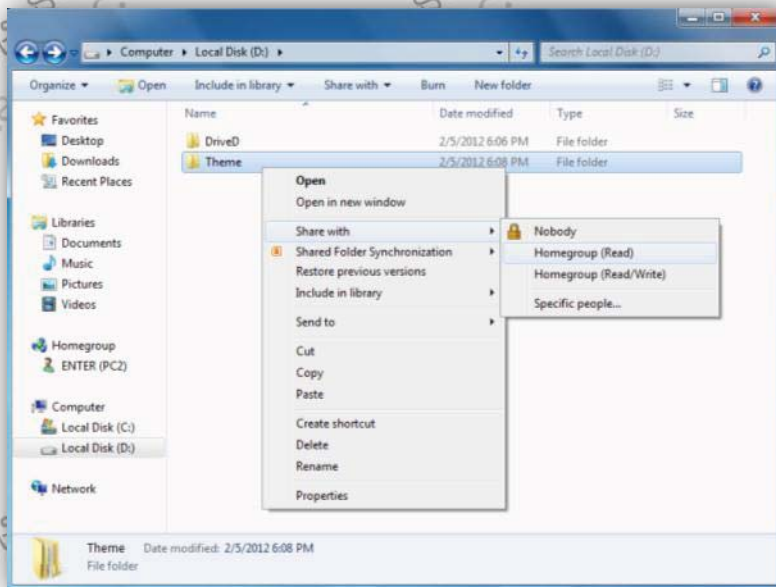 Computer ▸ Local Disk (D:) ▸
Search Local Disk (D:)
Organize Open Include in library Share with Burn New folder
Name Date modified Type Size
DriveD 2/5/2012 6:06 PM File folder
Theme 2/5/2012 6:08 PM File folder
Favorites
Desktop
Downloads
Recent Places
Libraries
Documents
Music
Pictures
Videos
Homegroup
ENTER (PC2)
Computer
Local Disk (C:)
Local Disk (D:)
Network
Open
Open in new window
Share with
Shared Folder Synchronization
Restore previous versions
Include in library
Send to
Cut
Copy
Paste
Create shortcut
Delete
Rename
Properties
Nobody
Homegroup (Read)
Homegroup (Read/Write)
Specific people...
Theme Date modified: 2/5/2012 6:08 PM
File folder